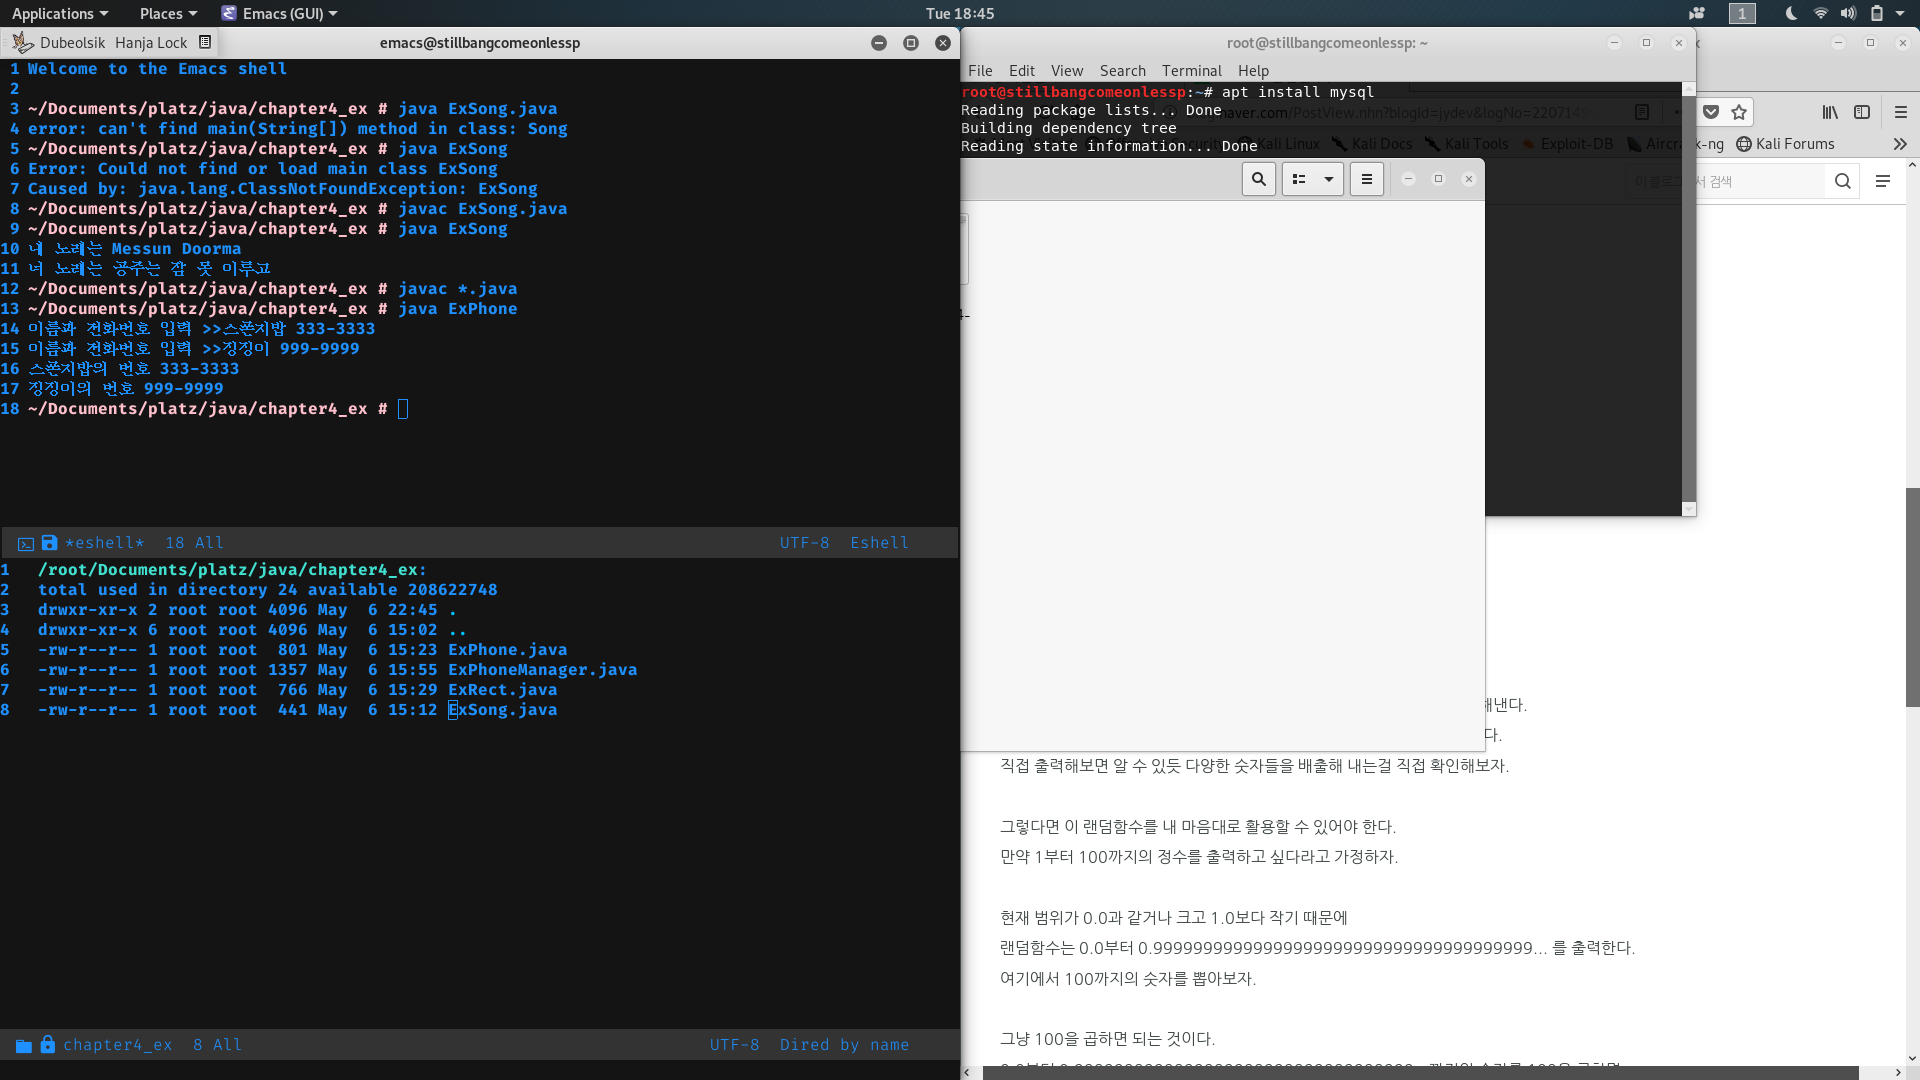 Applications Places Emacs (GUI) Tue 18:45 1
Dubeolsik Hanja Lock emacs@stillbangcomeonlessp
1 Welcome to the Emacs shell
2
3 ~/Documents/platz/java/chapter4_ex # java ExSong.java
4 error: can't find main(String[]) method in class: Song
5 ~/Documents/platz/java/chapter4_ex # java ExSong
6 Error: Could not find or load main class ExSong
7 Caused by: java.lang.ClassNotFoundException: ExSong
8 ~/Documents/platz/java/chapter4_ex # javac ExSong.java
9 ~/Documents/platz/java/chapter4_ex # java ExSong
10 내 노래는 Messun Doorma
11 너 노래는 공주는 잠 못 이루고
12 ~/Documents/platz/java/chapter4_ex # javac *.java
13 ~/Documents/platz/java/chapter4_ex # java ExPhone
14 이름과 전화번호 입력 >>스폰지밥 333-3333
15 이름과 전화번호 입력 >>징징이 999-9999
16 스폰지밥의 번호 333-3333
17 징징이의 번호 999-9999
18 ~/Documents/platz/java/chapter4_ex #
*eshell* 18 All UTF-8 Eshell
1 /root/Documents/platz/java/chapter4_ex:
2 total used in directory 24 available 208622748
3 drwxr-xr-x 2 root root 4096 May  6 22:45 .
4 drwxr-xr-x 6 root root 4096 May  6 15:02 ..
5 -rw-r--r-- 1 root root  801 May  6 15:23 ExPhone.java
6 -rw-r--r-- 1 root root 1357 May  6 15:55 ExPhoneManager.java
7 -rw-r--r-- 1 root root  766 May  6 15:29 ExRect.java
8 -rw-r--r-- 1 root root  441 May  6 15:12 ExSong.java
chapter4_ex 8 All UTF-8 Dired by name
root@stillbangcomeonlessp: ~
File Edit View Search Terminal Help
root@stillbangcomeonlessp:~# apt install mysql
Reading package lists... Done
Building dependency tree
Reading state information... Done
naver.com/PostView.nhn?blogId=jydev&logNo=220714
Kali Linux Kali Docs Kali Tools Exploit-DB Aircrack-ng Kali Forums
검색
4-
해낸다.
다.
직접 출력해보면 알 수 있듯 다양한 숫자들을 배출해 내는걸 직접 확인해보자.
그렇다면 이 랜덤함수를 내 마음대로 활용할 수 있어야 한다.
만약 1부터 100까지의 정수를 출력하고 싶다라고 가정하자.
현재 범위가 0.0과 같거나 크고 1.0보다 작기 때문에
랜덤함수는 0.0부터 0.99999999999999999999999999999999999999... 를 출력한다.
여기에서 100까지의 숫자를 뽑아보자.
그냥 100을 곱하면 되는 것이다.